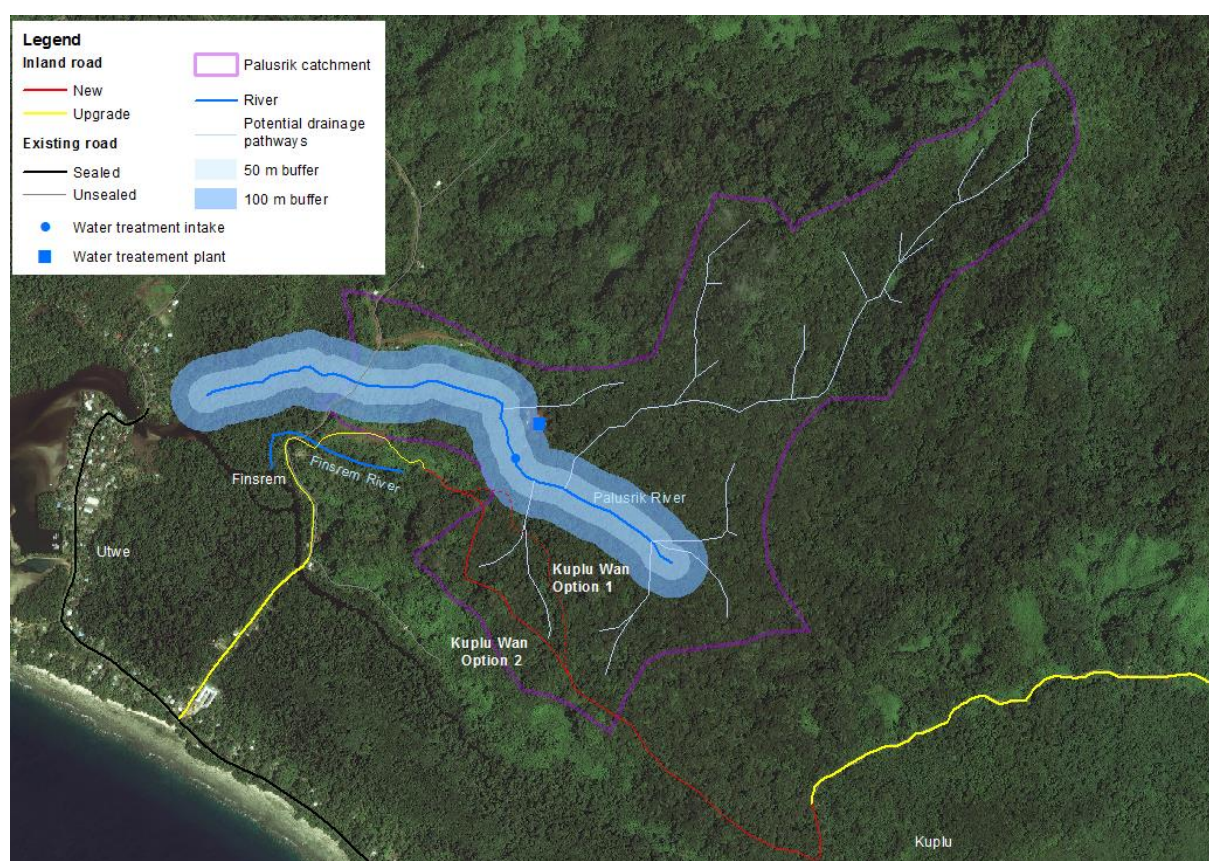 Legend
Inland road
New
Upgrade
Existing road
Sealed
Unsealed
Water treatment intake
Water treatement plant
Palusrik catchment
River
Potential drainage
pathways
50 m buffer
100 m buffer
Finsrem
Finsrem River
Palusrik River
Utwe
Kuplu Wan
Option 1
Kuplu Wan
Option 2
Kuplu